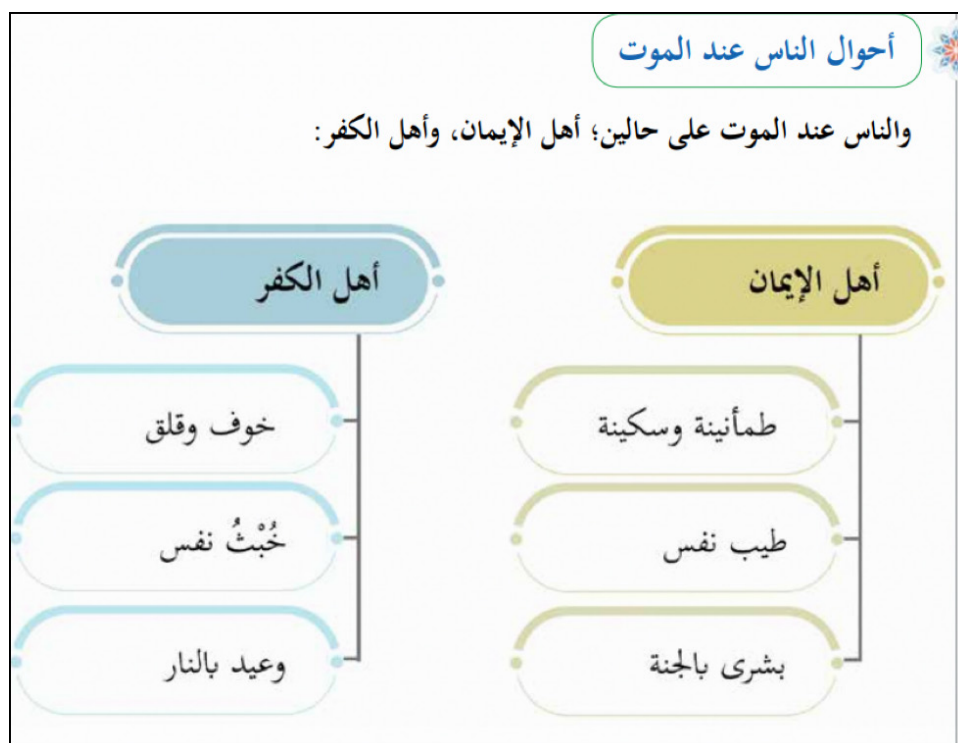 أحوال الناس عند الموت
والناس عند الموت على حالين؛ أهل الإيمان، وأهل الكفر:
أهل الإيمان
طمأنينة وسكينة
طيب نفس
بشرى بالجنة
أهل الكفر
خوف وقلق
خُبْثُ نفس
وعيد بالنار